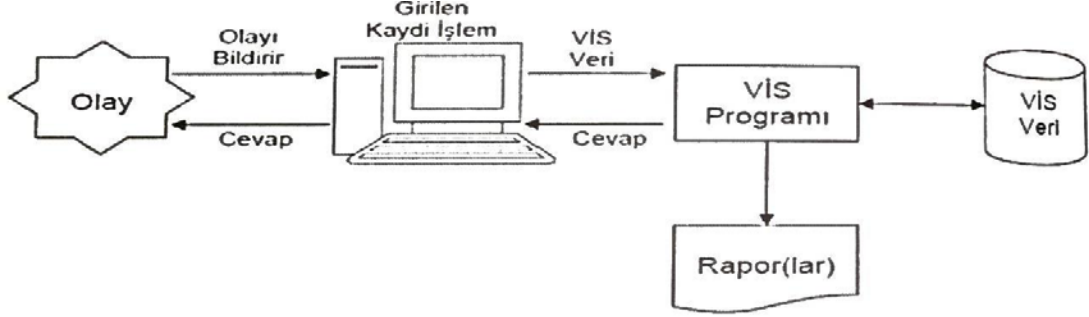 Girilen
Kaydi İşlem
Olayı
Bildirir
VİS
Veri
Olay
VİS
Programı
VİS
Veri
Cevap
Cevap
Rapor(lar)